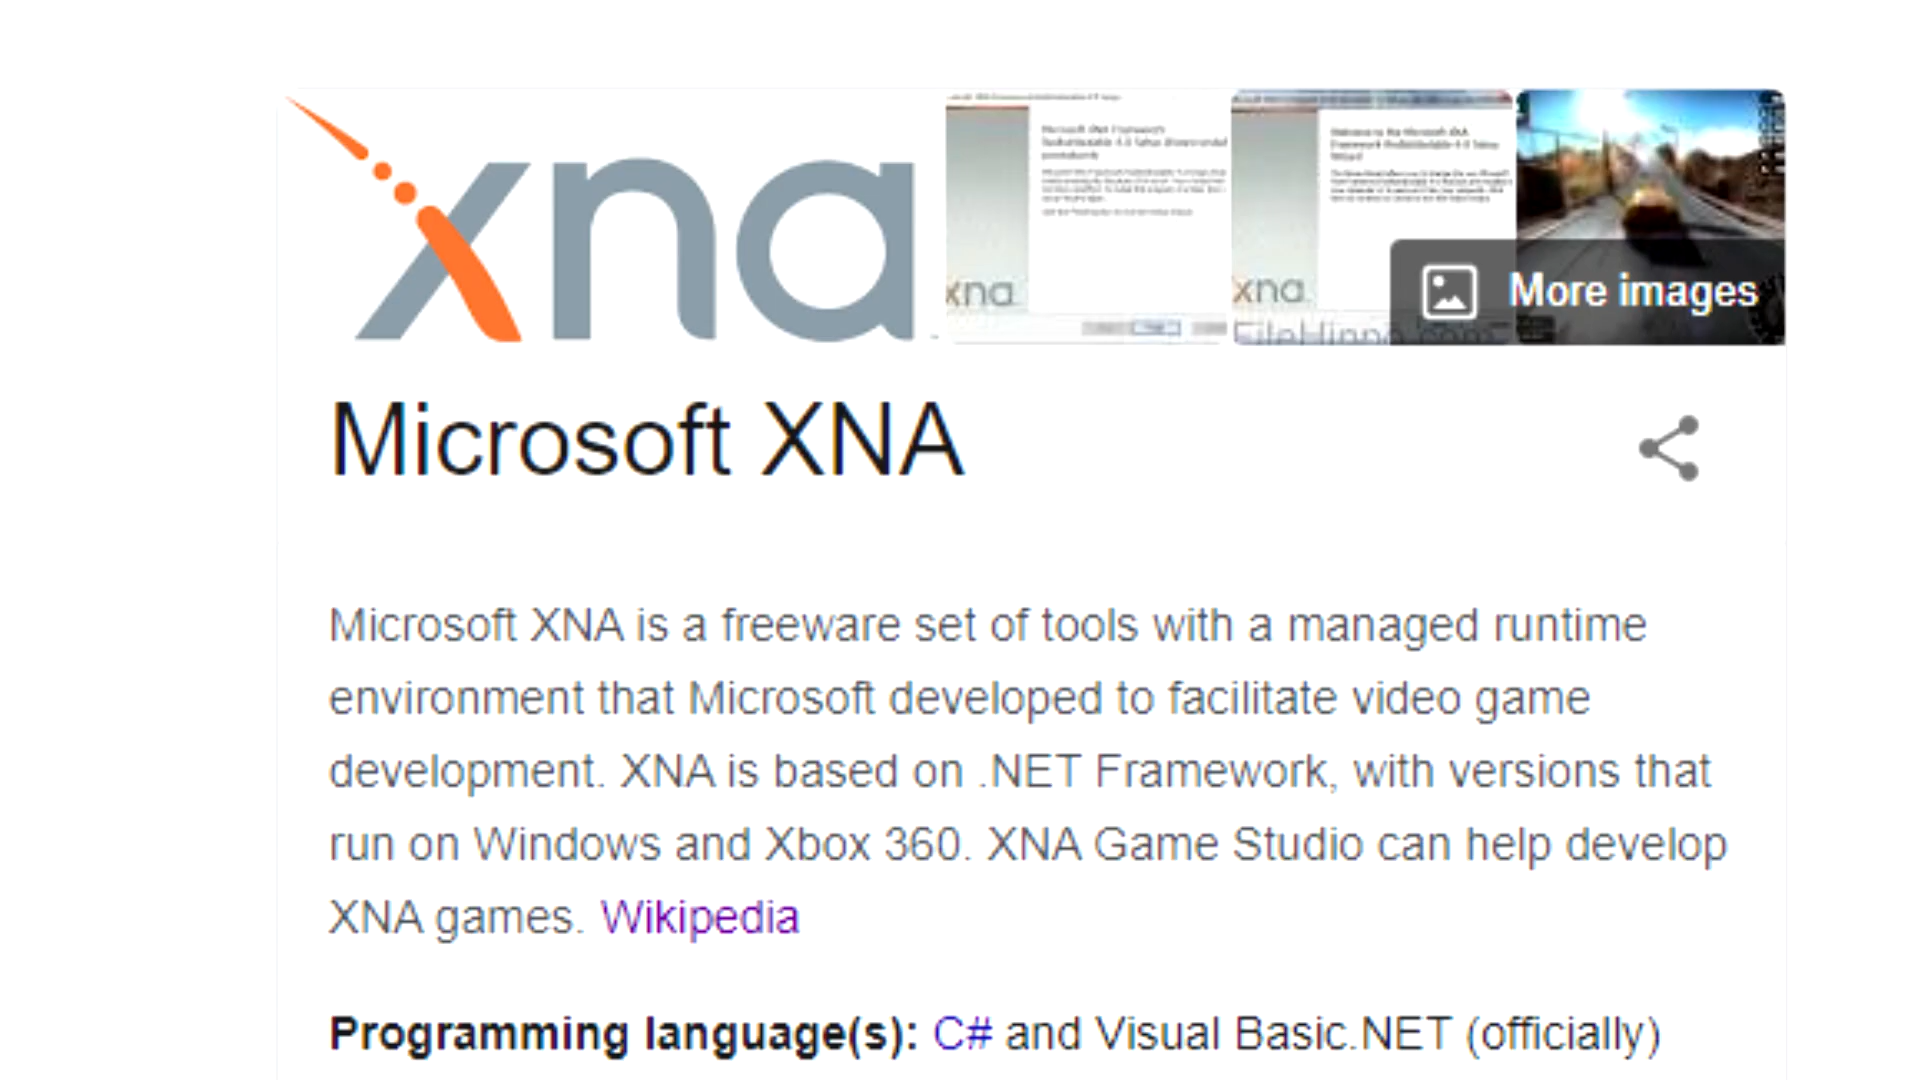 xna
xna
xna
More images
Microsoft XNA
Microsoft XNA is a freeware set of tools with a managed runtime
environment that Microsoft developed to facilitate video game
development. XNA is based on .NET Framework, with versions that
run on Windows and Xbox 360. XNA Game Studio can help develop
XNA games. Wikipedia
Programming language(s): C# and Visual Basic.NET (officially)